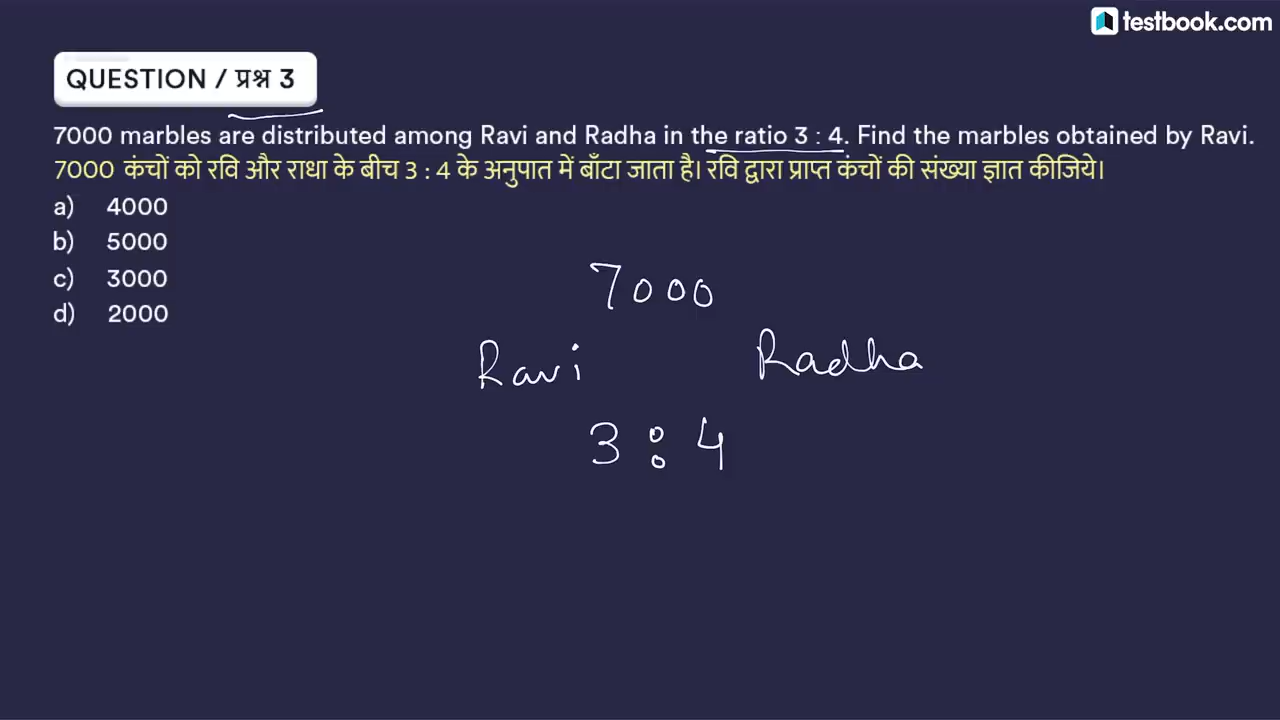 testbook.com
QUESTION / प्रश्न 3
7000 marbles are distributed among Ravi and Radha in the ratio 3 : 4. Find the marbles obtained by Ravi.
7000 कंचों को रवि और राधा के बीच 3 : 4 के अनुपात में बाँटा जाता है। रवि द्वारा प्राप्त कंचों की संख्या ज्ञात कीजिये।
a) 4000
b) 5000
c) 3000
d) 2000
7000
Ravi Radha
3 : 4